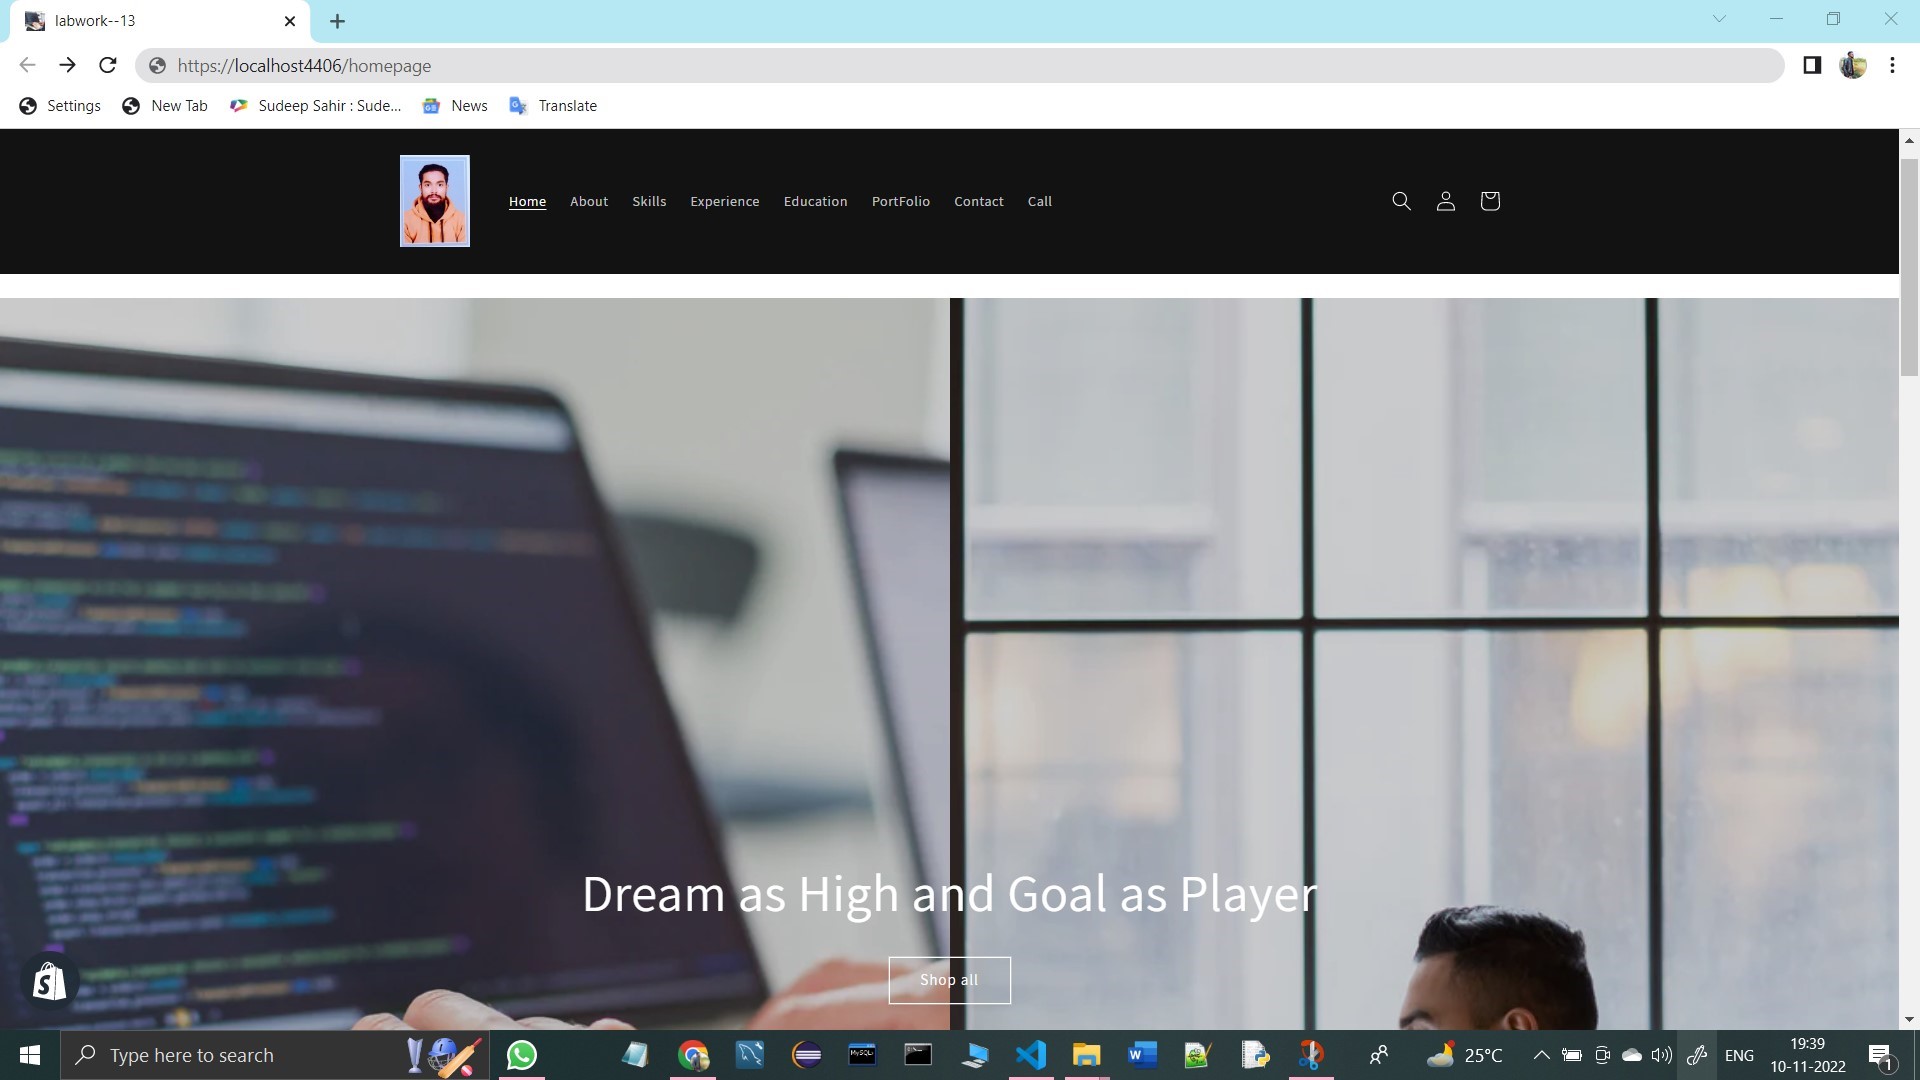 labwork--13
https://localhost4406/homepage
Settings
New Tab
Sudeep Sahir : Sude...
News
Translate
Home
About
Skills
Experience
Education
PortFolio
Contact
Call
Dream as High and Goal as Player
Shop all
Type here to search
25°C
ENG
19:39
10-11-2022
1